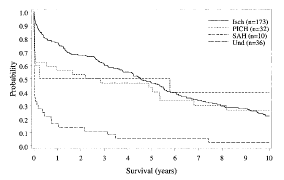 1.0
0.9
0.8
0.7
0.6
0.5
0.4
0.3
0.2
0.1
0.0
Probability
Isch (n=173)
PICH (n=32)
SAH (n=10)
Und (n=36)
0 1 2 3 4 5 6 7 8 9 10
Survival (years)